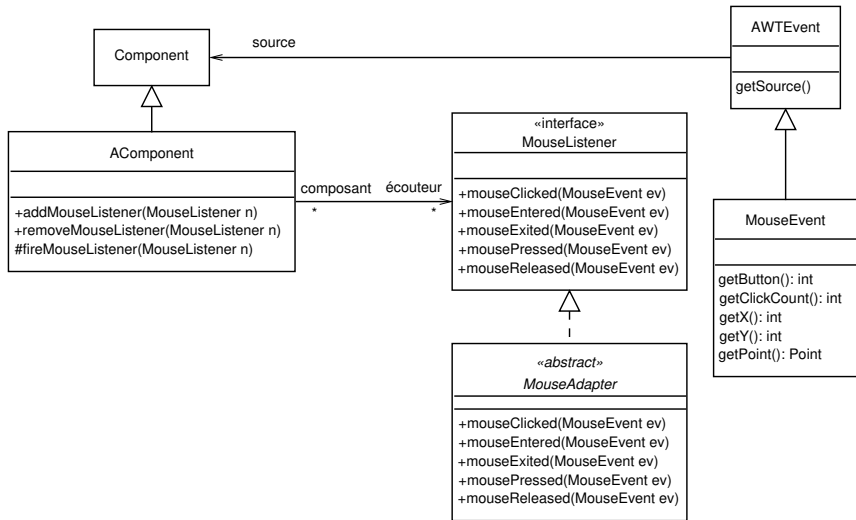 Component
source
AWTEvent
getSource()
AComponent
+addMouseListener(MouseListener n)
+removeMouseListener(MouseListener n)
#fireMouseListener(MouseListener n)
composant
écouteur
*
*
«interface»
MouseListener
+mouseClicked(MouseEvent ev)
+mouseEntered(MouseEvent ev)
+mouseExited(MouseEvent ev)
+mousePressed(MouseEvent ev)
+mouseReleased(MouseEvent ev)
MouseEvent
getButton(): int
getClickCount(): int
getX(): int
getY(): int
getPoint(): Point
«abstract»
MouseAdapter
+mouseClicked(MouseEvent ev)
+mouseEntered(MouseEvent ev)
+mouseExited(MouseEvent ev)
+mousePressed(MouseEvent ev)
+mouseReleased(MouseEvent ev)